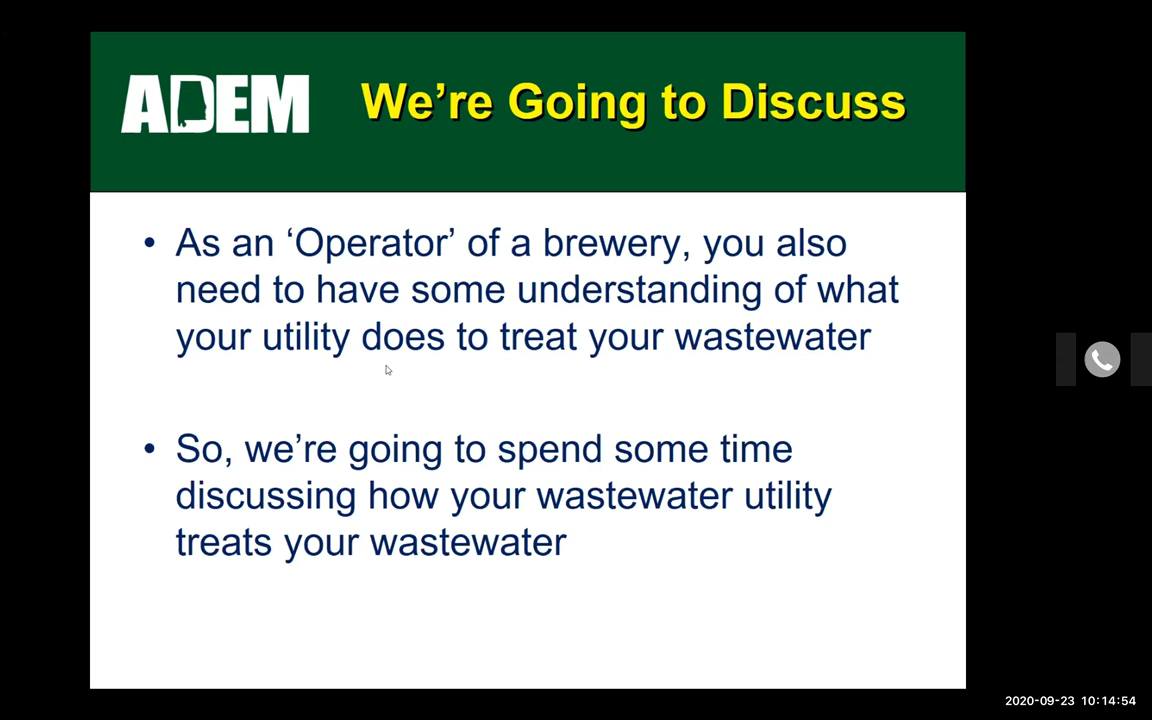 ADEM
We're Going to Discuss
• As an ‘Operator’ of a brewery, you also
need to have some understanding of what
your utility does to treat your wastewater
• So, we’re going to spend some time
discussing how your wastewater utility
treats your wastewater
2020-09-23 10:14:54